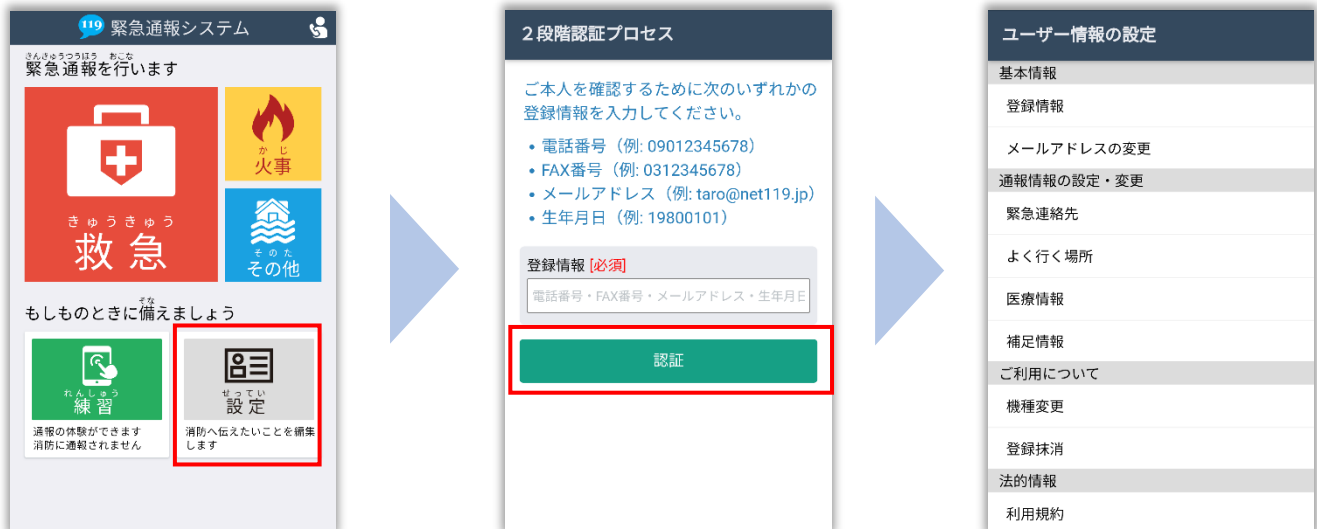 119 緊急通報システム
きんきゅうつうほう おこな
緊急通報を行います
きゅうきゅう
救急
かじ
火事
そのた
その他
そな
もしものときに備えましょう
れんしゅう
練習
通報の体験ができます
消防に通報されません
せってい
設定
消防へ伝えたいことを編集
します
2段階認証プロセス
ご本人を確認するために次のいずれかの
登録情報を入力してください。
• 電話番号（例: 09012345678）
• FAX番号（例: 0312345678）
• メールアドレス（例: taro@net119.jp）
• 生年月日（例: 19800101）
登録情報 [必須]
電話番号・FAX番号・メールアドレス・生年月日
認証
ユーザー情報の設定
基本情報
登録情報
メールアドレスの変更
通報情報の設定・変更
緊急連絡先
よく行く場所
医療情報
補足情報
ご利用について
機種変更
登録抹消
法的情報
利用規約